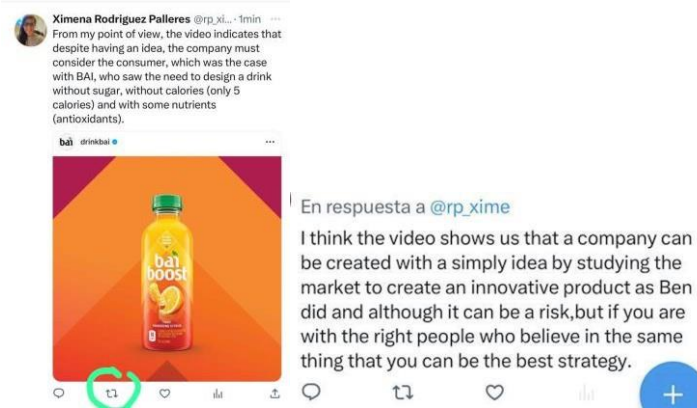 Ximena Rodriguez Palleres @rp_xi... · 1min
From my point of view, the video indicates that
despite having an idea, the company must
consider the consumer, which was the case
with BAI, who saw the need to design a drink
without sugar, without calories (only 5
calories) and with some nutrients
(antioxidants).
bai drinkbai
bai
boost
En respuesta a @rp_xime
I think the video shows us that a company can
be created with a simply idea by studying the
market to create an innovative product as Ben
did and although it can be a risk,but if you are
with the right people who believe in the same
thing that you can be the best strategy.